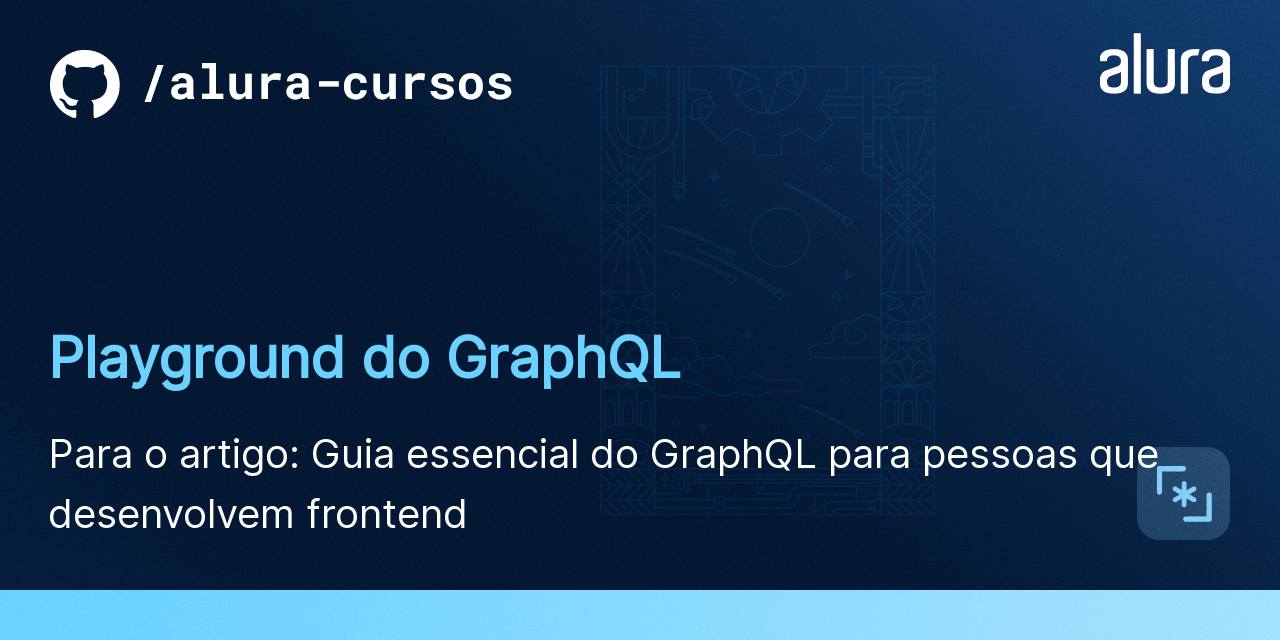 /alura-cursos
alura
Playground do GraphQL
Para o artigo: Guia essencial do GraphQL para pessoas que
desenvolvem frontend